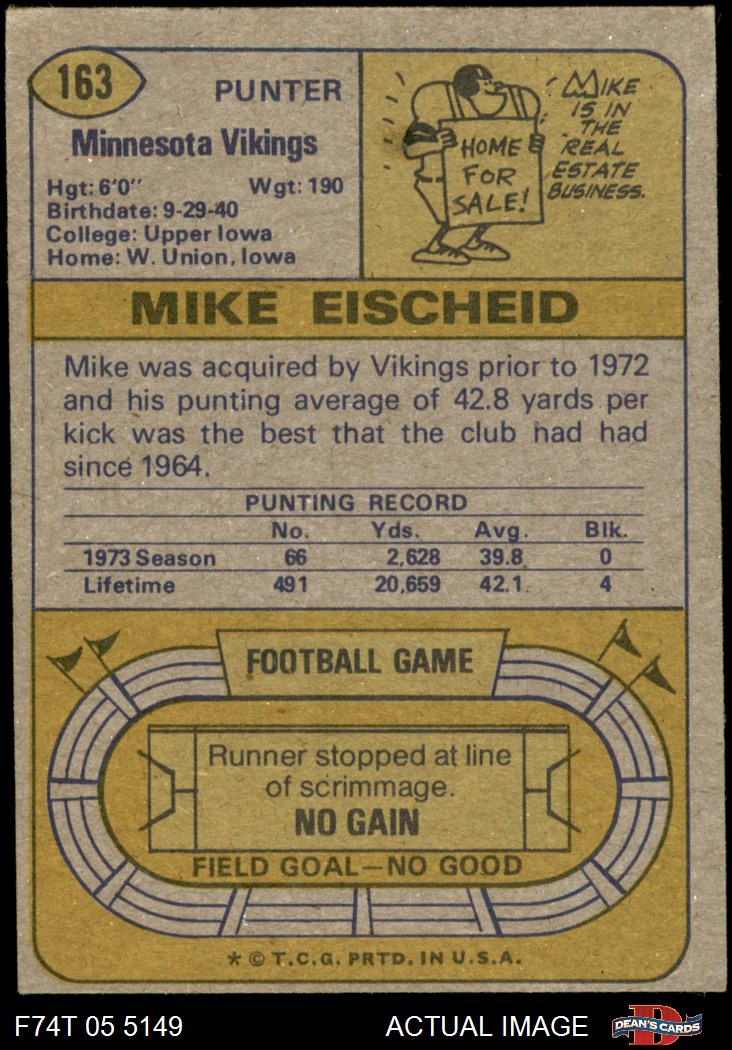 163
PUNTER
Minnesota Vikings
Hgt: 6'0" Wgt: 190
Birthdate: 9-29-40
College: Upper Iowa
Home: W. Union, Iowa
HOME
FOR
SALE!
MIKE
IS IN
THE
REAL
ESTATE
BUSINESS.
MIKE EISCHEID
Mike was acquired by Vikings prior to 1972
and his punting average of 42.8 yards per
kick was the best that the club had had
since 1964.
PUNTING RECORD
No. Yds. Avg. Blk.
1973 Season 66 2,628 39.8 0
Lifetime 491 20,659 42.1 4
FOOTBALL GAME
Runner stopped at line
of scrimmage.
NO GAIN
FIELD GOAL—NO GOOD
* © T.C.G. PRTD. IN U.S.A.
F74T 05 5149 ACTUAL IMAGE
D
DEAN'S CARDS